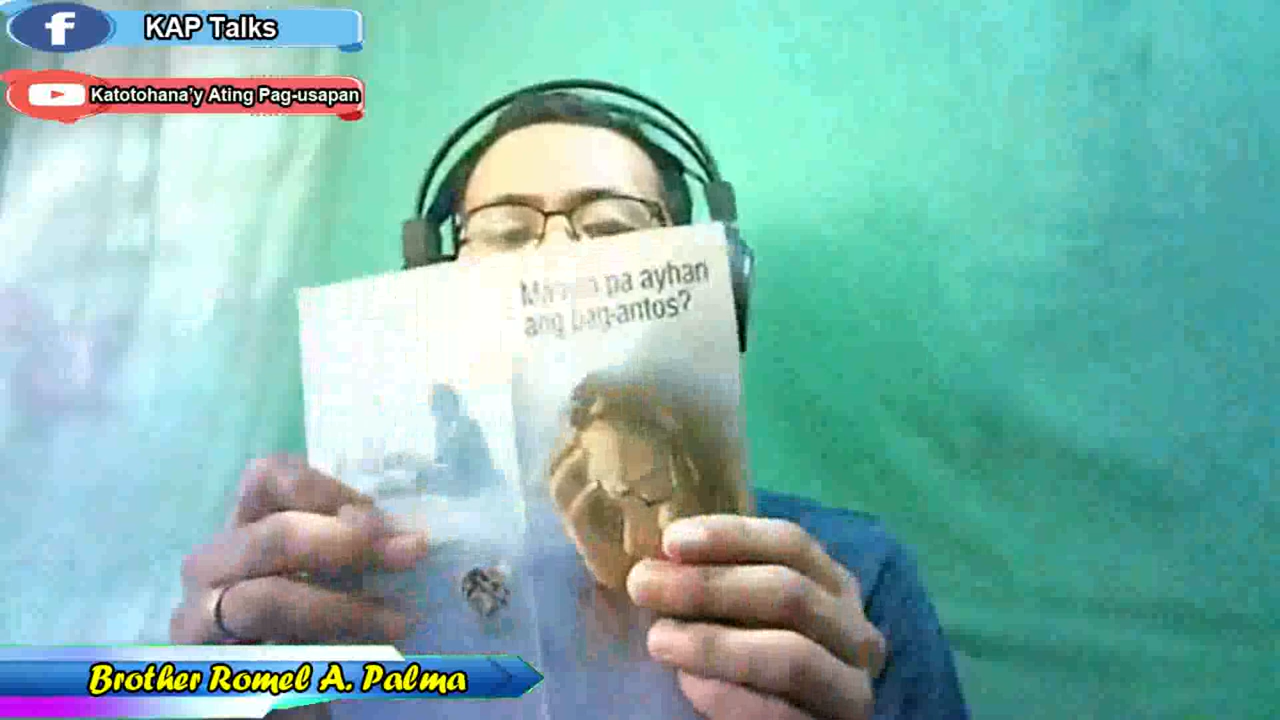 KAP Talks
Katotohana'y Ating Pag-usapan
pa ayhan
ang pag-antos?
Brother Romel A. Palma